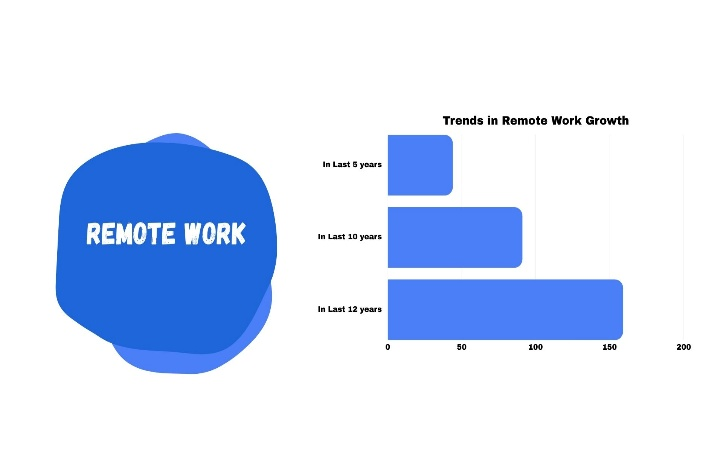 REMOTE WORK
Trends in Remote Work Growth
In Last 5 years
In Last 10 years
In Last 12 years
0 50 100 150 200